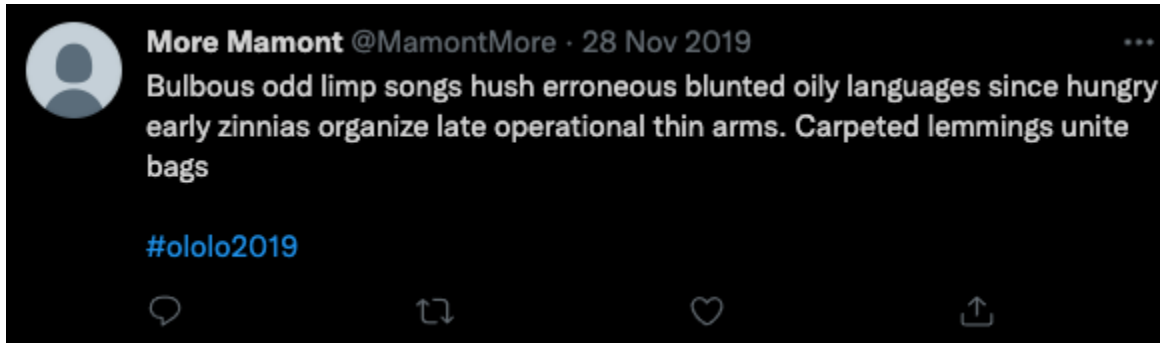 More Mamont @MamontMore · 28 Nov 2019
Bulbous odd limp songs hush erroneous blunted oily languages since hungry
early zinnias organize late operational thin arms. Carpeted lemmings unite
bags
#ololo2019